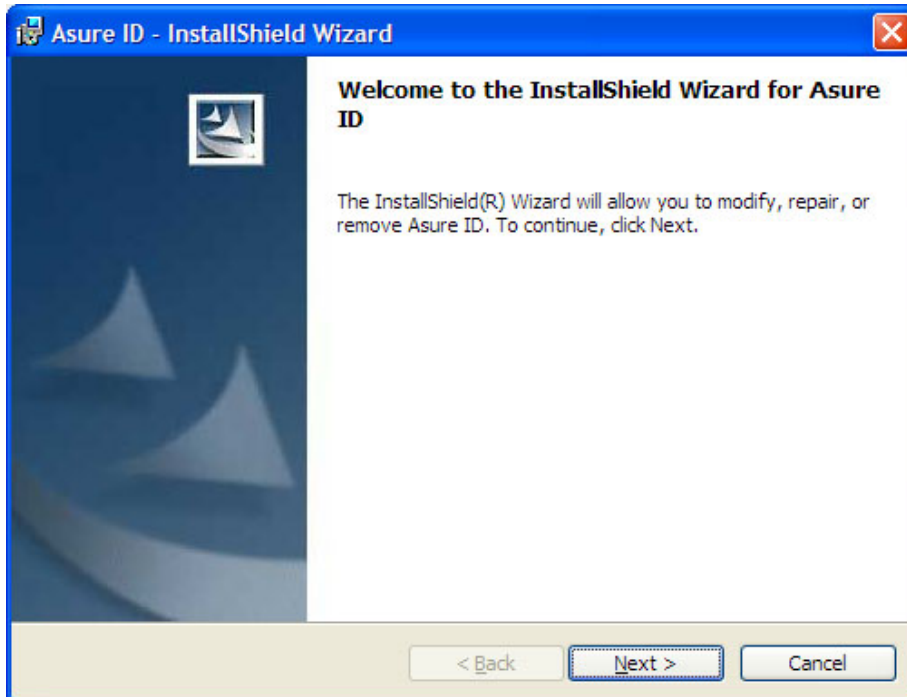 Asure ID - InstallShield Wizard
Welcome to the InstallShield Wizard for Asure
ID
The InstallShield(R) Wizard will allow you to modify, repair, or
remove Asure ID. To continue, click Next.
< Back
Next >
Cancel